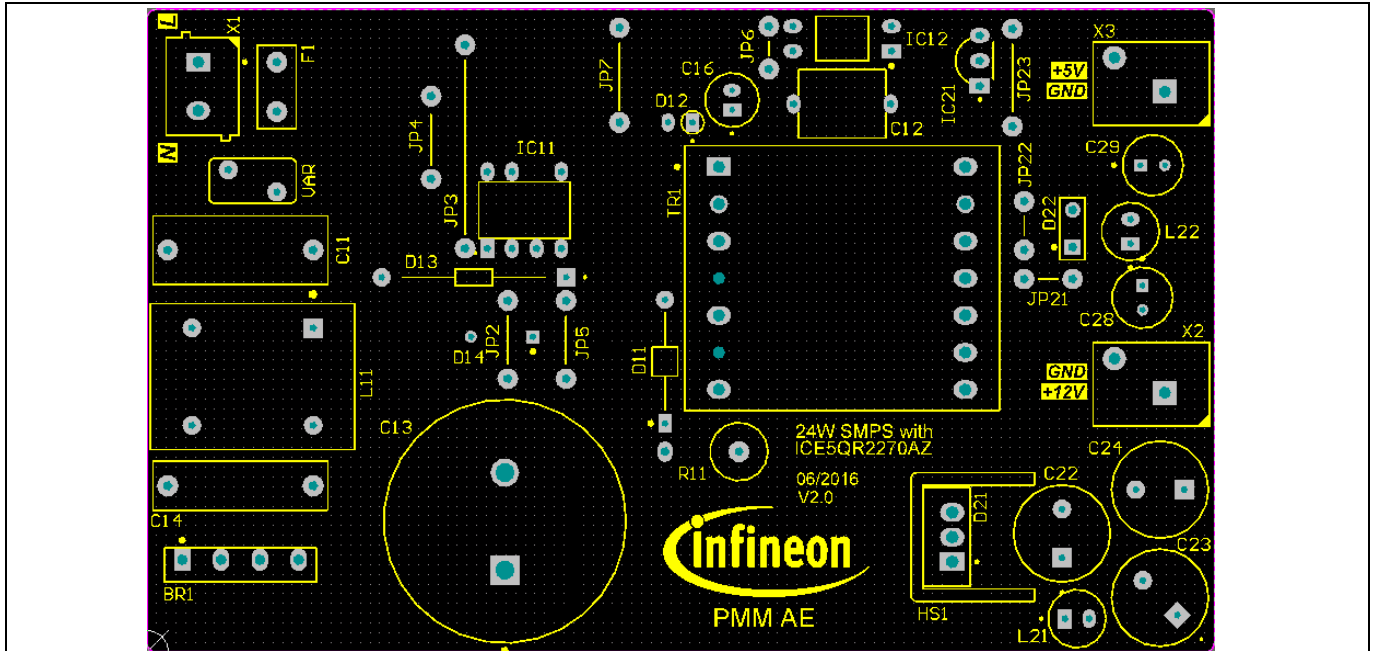 L
X1
F1
N
VAR
C11
L11
C14
BR1
JP4
JP3
IC11
D13
D14
JP2
JP5
C13
JP7
D12
C16
JP6
IC12
C12
IC21
JP23
X3
+5V
GND
C29
JP22
D22
L22
JP21
C28
X2
GND
+12V
TR1
D11
R11
24W SMPS with
ICE5QR2270AZ
06/2016
V2.0
infineon
PMM AE
D21
HS1
C22
C24
C23
L21